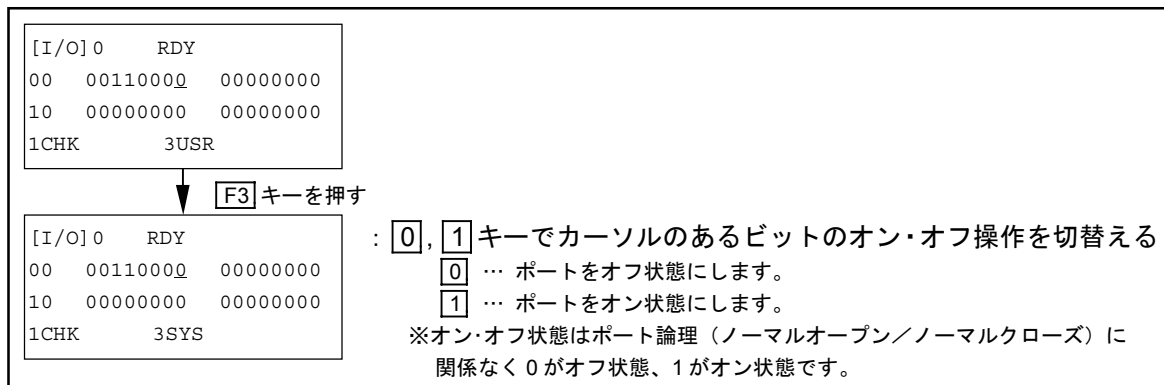 [I/O]0 RDY
00 00110000 00000000
10 00000000 00000000
1CHK 3USR
F3キーを押す
[I/O]0 RDY
00 00110000 00000000
10 00000000 00000000
1CHK 3SYS
: 0, 1キーでカーソルのあるビットのオン・オフ操作を切替える
0 … ポートをオフ状態にします。
1 … ポートをオン状態にします。
※オン・オフ状態はポート論理（ノーマルオープン／ノーマルクローズ）に
関係なく0がオフ状態、1がオン状態です。